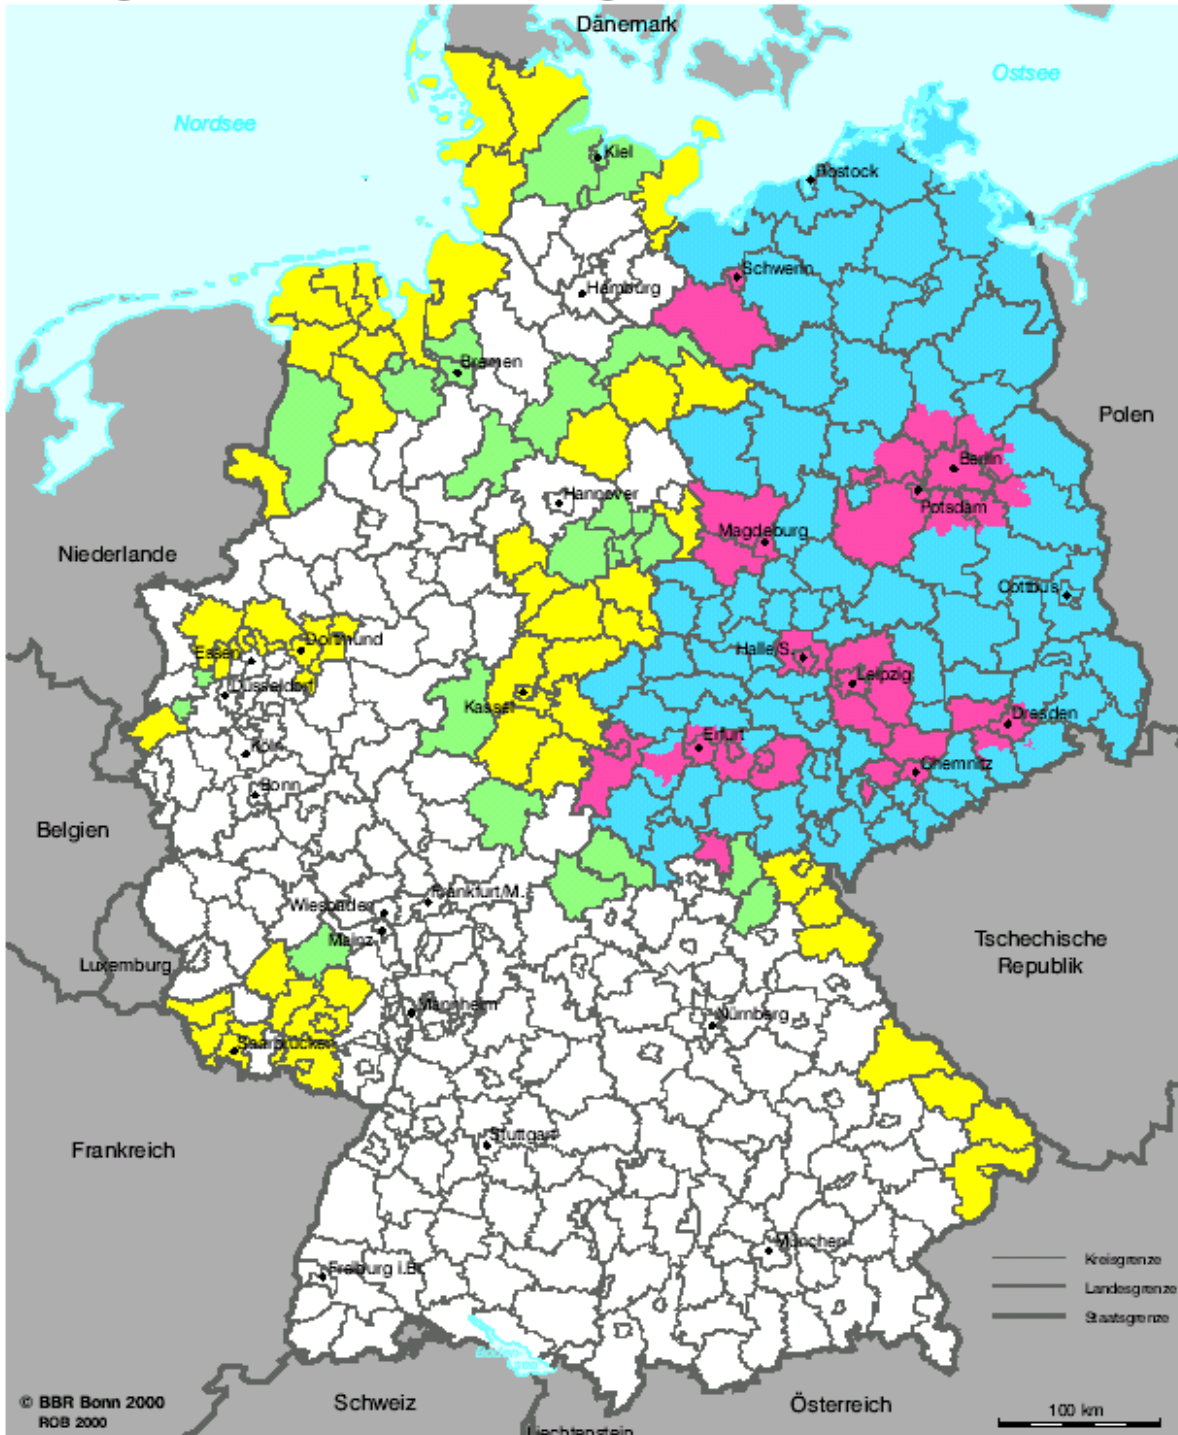 Dänemark
Ostsee
Nordsee
Kiel
Rostock
Schwerin
Hamburg
Bremen
Polen
Berlin
Hannover
Potsdam
Magdeburg
Niederlande
Cottbus
Dortmund
Essen
Halle/S.
Leipzig
Düsseldorf
Kassel
Dresden
Erfurt
Köln
Chemnitz
Bonn
Belgien
Frankfurt/M.
Wiesbaden
Mainz
Tschechische
Republik
Luxemburg
Mannheim
Nürnberg
Saarbrücken
Frankreich
Stuttgart
München
Freiburg i.Br.
Kreisgrenze
Landesgrenze
Staatsgrenze
Boden-
see
© BBR Bonn 2000
ROB 2000
Schweiz
Österreich
100 km
Liechtenstein